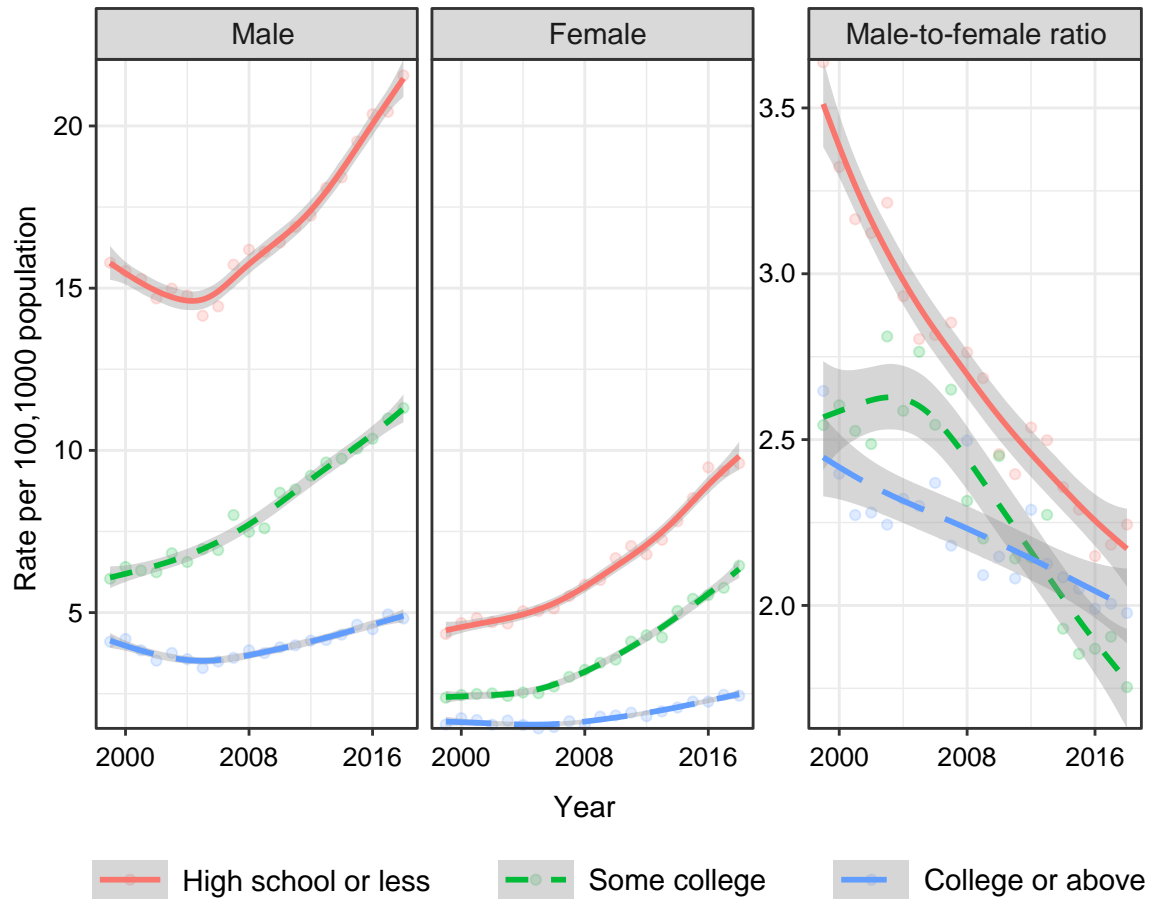 Male Female Male-to-female ratio
20
15
10
5
3.5
3.0
2.5
2.0
Rate per 100,1000 population
2000 2008 2016 2000 2008 2016 2000 2008 2016
Year
High school or less Some college College or above